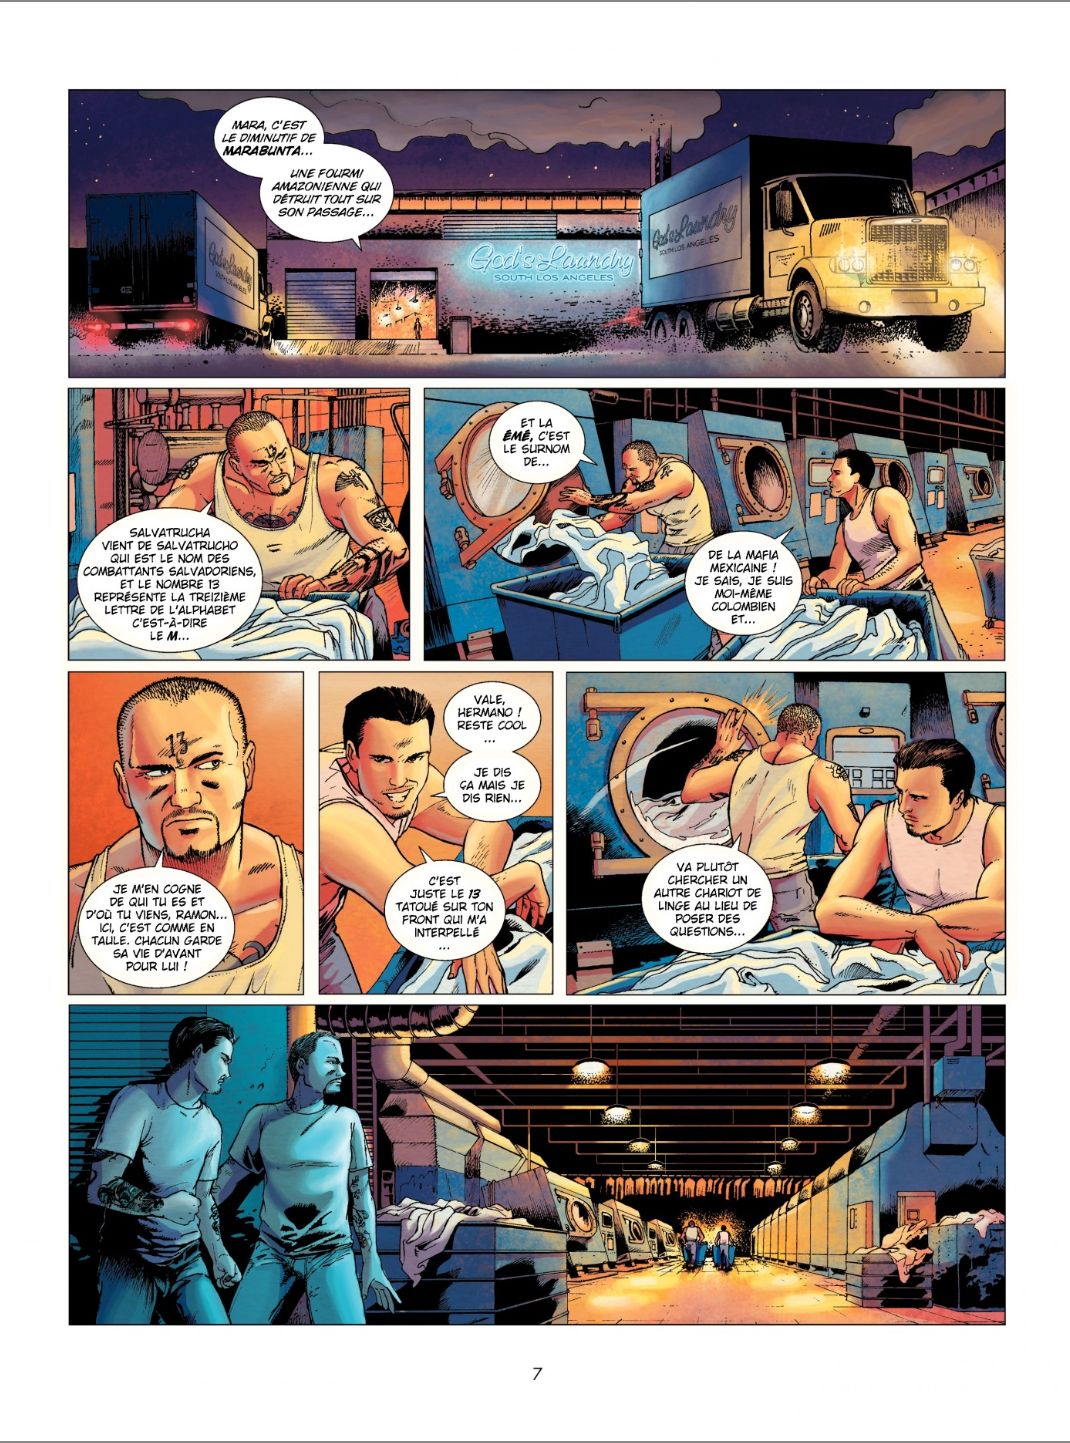 MARA, C'EST
LE DIMINUTIF DE
MARABUNTA...
UNE FOURMI
AMAZONIENNE QUI
DÉTRUIT TOUT SUR
SON PASSAGE...
God's Laundry
SOUTH LOS ANGELES
God's Laundry
SOUTH LOS ANGELES
God's Laundry
SOUTH LOS ANGELES
SALVATRUCHA
VIENT DE SALVATRUCHO
QUI EST LE NOM DES
COMBATTANTS SALVADORIENS,
ET LE NOMBRE 13
REPRÉSENTE LA TREIZIÈME
LETTRE DE L'ALPHABET
C'EST-À-DIRE
LE M...
ET LA
ÈMÈ, C'EST
LE SURNOM
DE...
DE LA MAFIA
MEXICAINE !
JE SAIS, JE SUIS
MOI-MÊME
COLOMBIEN
ET...
13
JE M'EN COGNE
DE QUI TU ES ET
D'OÙ TU VIENS, RAMON...
ICI, C'EST COMME EN
TAULE. CHACUN GARDE
SA VIE D'AVANT
POUR LUI !
VALE,
HERMANO !
RESTE COOL
...
JE DIS
ÇA MAIS JE
DIS RIEN...
C'EST
JUSTE LE 13
TATOUÉ SUR TON
FRONT QUI M'A
INTERPELLÉ
...
VA PLUTÔT
CHERCHER UN
AUTRE CHARIOT DE
LINGE AU LIEU DE
POSER DES
QUESTIONS...
7